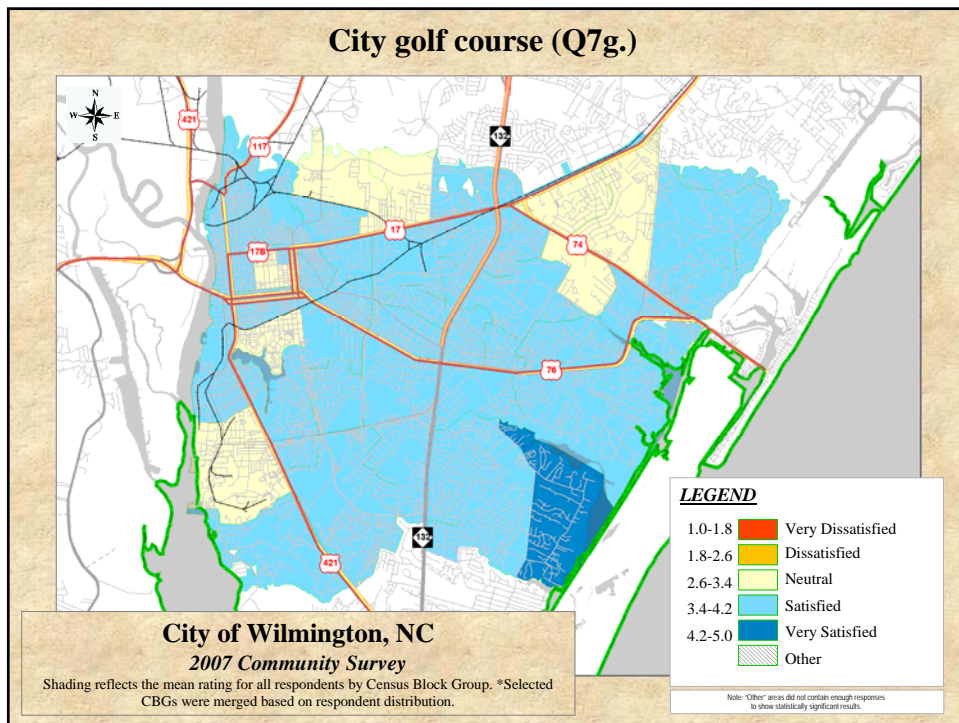 City golf course (Q7g.)
N
W E
S
421
117
132
17
17B
74
76
132
421
LEGEND
1.0-1.8 Very Dissatisfied
1.8-2.6 Dissatisfied
2.6-3.4 Neutral
3.4-4.2 Satisfied
4.2-5.0 Very Satisfied
Other
City of Wilmington, NC
2007 Community Survey
Shading reflects the mean rating for all respondents by Census Block Group. *Selected
CBGs were merged based on respondent distribution.
Note: "Other" areas did not contain enough responses
to show statistically significant results.